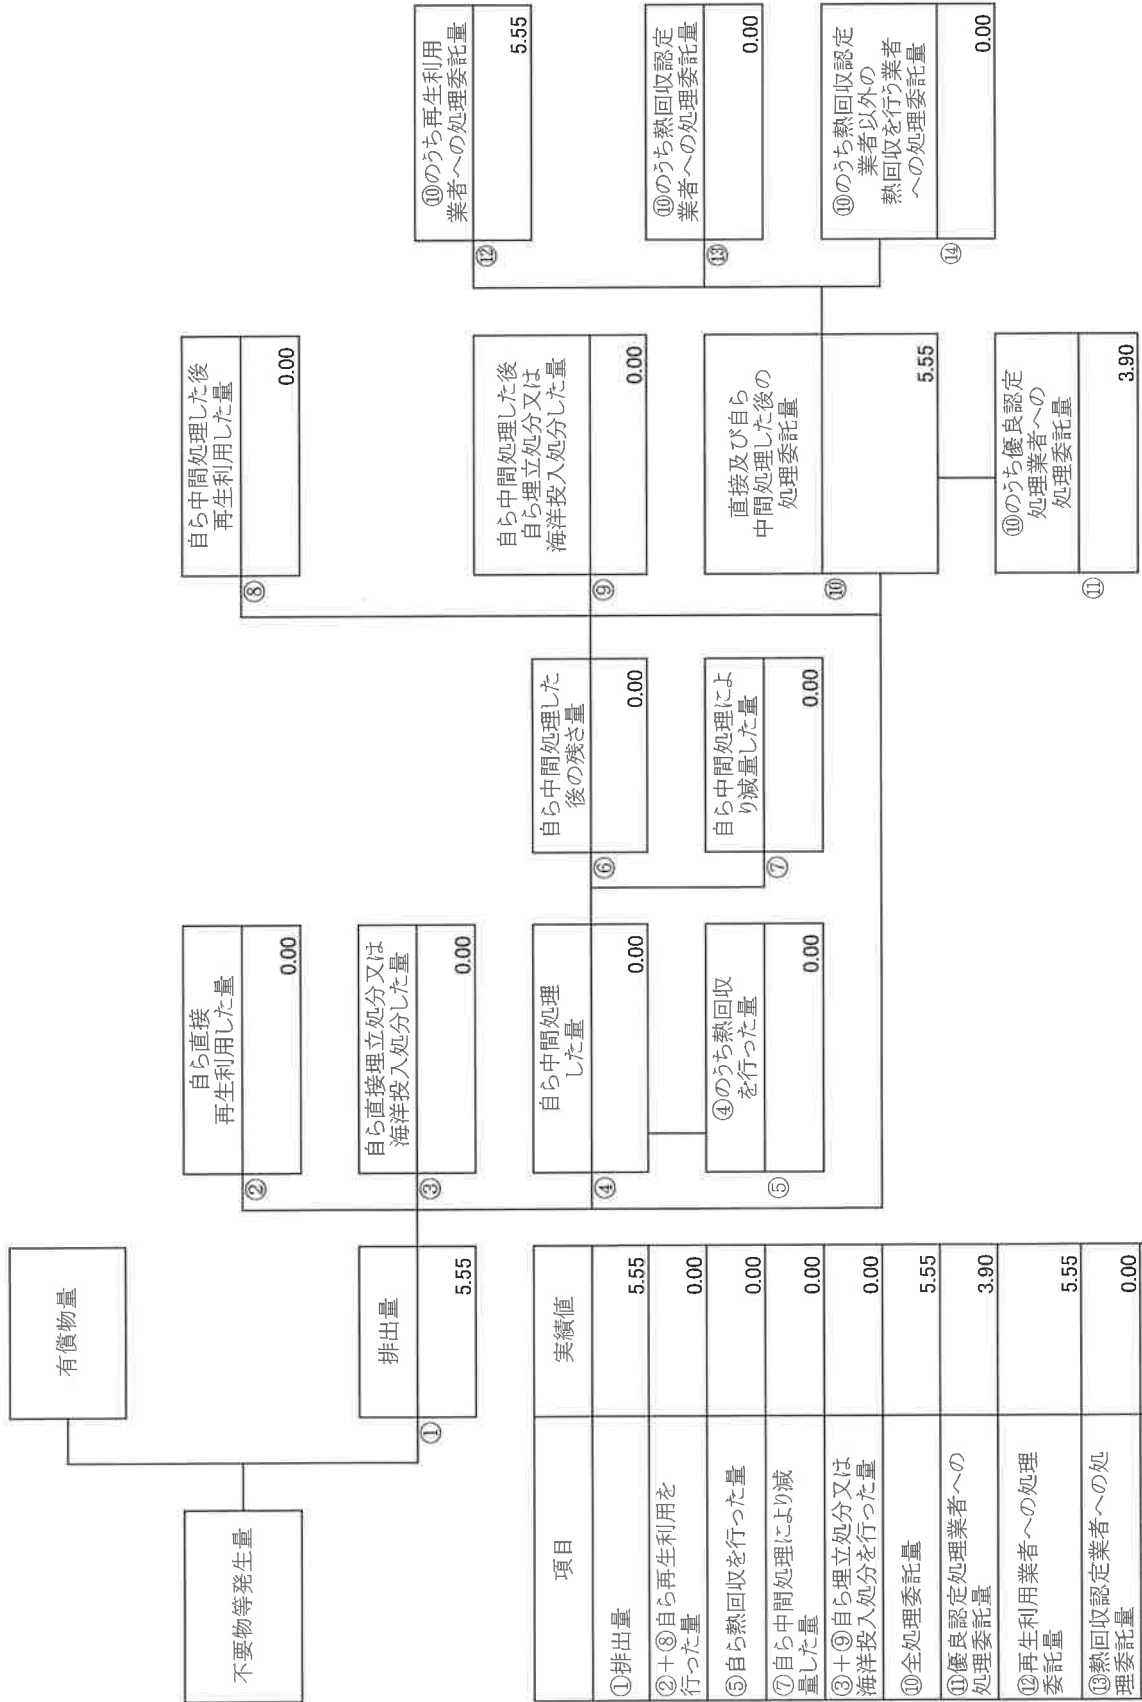 不要物等発生量
有償物量
排出量
①
5.55
自ら直接
再生利用した量
②
0.00
自ら直接埋立処分又は
海洋投入処分した量
③
0.00
自ら中間処理
した量
④
0.00
④のうち熱回収
を行った量
⑤
0.00
自ら中間処理した
後の残さ量
⑥
0.00
自ら中間処理によ
り減量した量
⑦
0.00
自ら中間処理した後
再生利用した量
⑧
0.00
自ら中間処理した後
自ら埋立処分又は
海洋投入処分した量
⑨
0.00
直接及び自ら
中間処理した後の
処理委託量
⑩
5.55
⑩のうち優良認定
処理業者への
処理委託量
⑪
3.90
⑩のうち再生利用
業者への処理委託量
⑫
5.55
⑩のうち熱回収認定
業者への処理委託量
⑬
0.00
⑩のうち熱回収認定
業者以外の
熱回収を行う業者
への処理委託量
⑭
0.00
項目 実績値
①排出量 5.55
②+⑧自ら再生利用を
行った量 0.00
⑤自ら熱回収を行った量 0.00
⑦自ら中間処理により減
量した量 0.00
③+⑨自ら埋立処分又は
海洋投入処分を行った量 0.00
⑩全処理委託量 5.55
⑪優良認定処理業者への
処理委託量 3.90
⑫再生利用業者への処理
委託量 5.55
⑬熱回収認定業者への処
理委託量 0.00